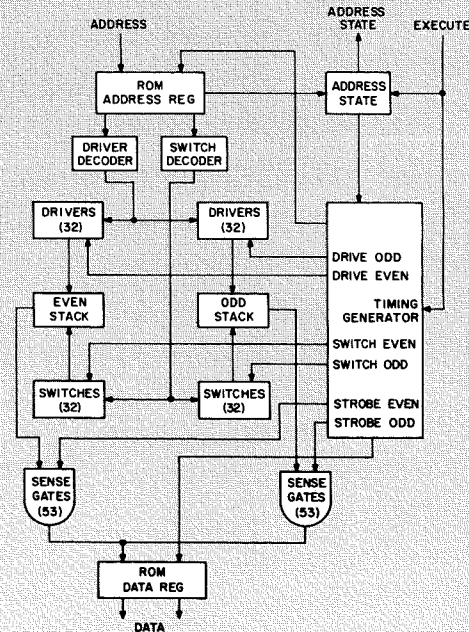 ADDRESS
ADDRESS
STATE
EXECUTE
ROM
ADDRESS REG
ADDRESS
STATE
DRIVER
DECODER
SWITCH
DECODER
DRIVERS
(32)
DRIVERS
(32)
DRIVE ODD
DRIVE EVEN
EVEN
STACK
ODD
STACK
TIMING
GENERATOR
SWITCH EVEN
SWITCH ODD
SWITCHES
(32)
SWITCHES
(32)
STROBE EVEN
STROBE ODD
SENSE
GATES
(53)
SENSE
GATES
(53)
ROM
DATA REG
DATA